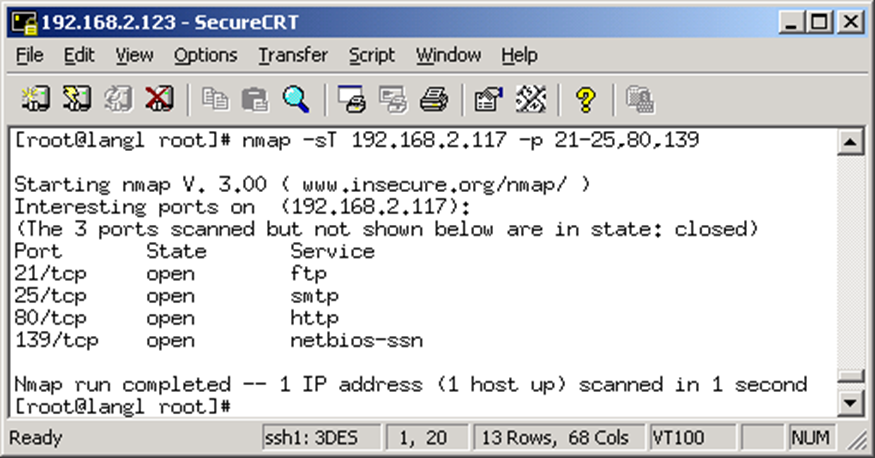 192.168.2.123 - SecureCRT
File Edit View Options Transfer Script Window Help
[root@langl root]# nmap -sT 192.168.2.117 -p 21-25,80,139
Starting nmap V. 3.00 ( www.insecure.org/nmap/ )
Interesting ports on  (192.168.2.117):
(The 3 ports scanned but not shown below are in state: closed)
Port State Service
21/tcp open ftp
25/tcp open smtp
80/tcp open http
139/tcp open netbios-ssn
Nmap run completed -- 1 IP address (1 host up) scanned in 1 second
[root@langl root]#
Ready ssh1: 3DES 1, 20 13 Rows, 68 Cols VT100 NUM